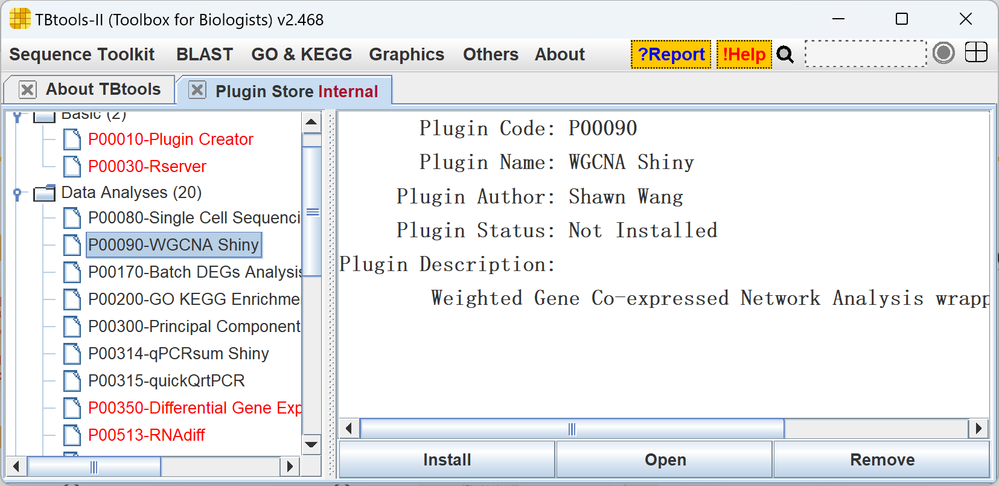 TBtools-II (Toolbox for Biologists) v2.468
Sequence Toolkit BLAST GO & KEGG Graphics Others About ?Report !Help
About TBtools
Plugin Store Internal
Basic (2)
P00010-Plugin Creator
P00030-Rserver
Data Analyses (20)
P00080-Single Cell Sequenci
P00090-WGCNA Shiny
P00170-Batch DEGs Analysis
P00200-GO KEGG Enrichme
P00300-Principal Component
P00314-qPCRsum Shiny
P00315-quickQrtPCR
P00350-Differential Gene Exp
P00513-RNAdiff
Plugin Code: P00090
Plugin Name: WGCNA Shiny
Plugin Author: Shawn Wang
Plugin Status: Not Installed
Plugin Description:
Weighted Gene Co-expressed Network Analysis wrapp
Install
Open
Remove